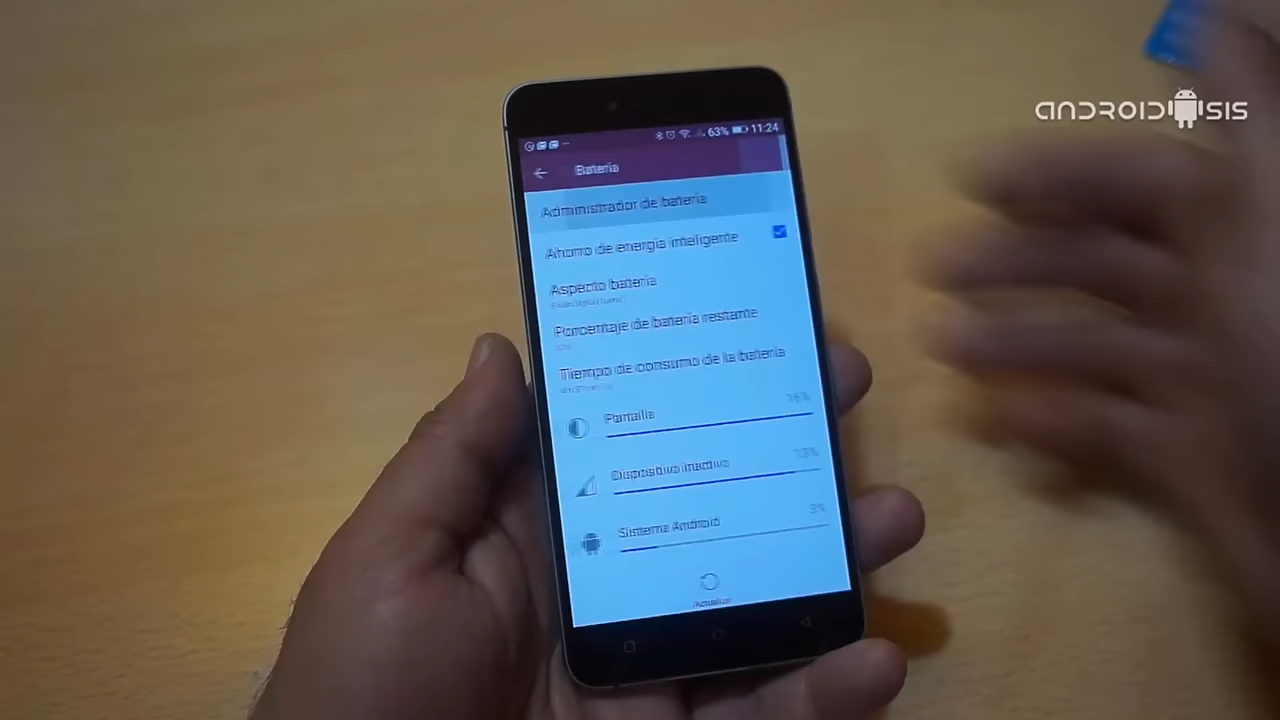 ANDROIDSIS
63% 11:24
Batería
Administrador de batería
Ahorro de energía inteligente
Aspecto batería
Porcentaje de batería restante
Tiempo de consumo de la batería
Pantalla 16%
Dispositivo inactivo 13%
Sistema Android 3%
Actualizar